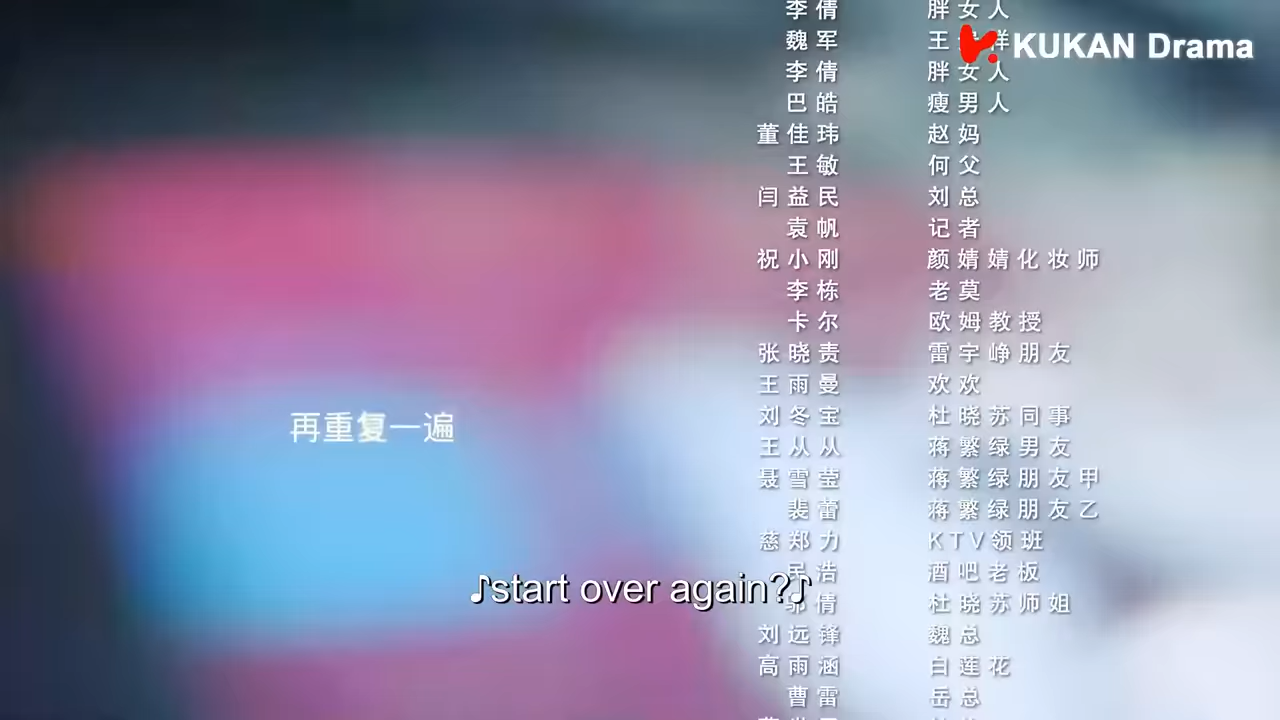 李倩 胖女人
魏军 王 祥
KUKAN Drama
李倩 胖女人
巴皓 瘦男人
董佳玮 赵妈
王敏 何父
闫益民 刘总
袁帆 记者
祝小刚 颜婧婧化妆师
李栋 老莫
卡尔 欧姆教授
张晓责 雷宇峥朋友
王雨曼 欢欢
刘冬宝 杜晓苏同事
再重复一遍
王从从 蒋繁绿男友
聂雪莹 蒋繁绿朋友甲
裴蕾 蒋繁绿朋友乙
慈郑力 KTV领班
浩 酒吧老板
♪start over again?♪
倩 杜晓苏师姐
刘远锋 魏总
高雨涵 白莲花
曹雷 岳总